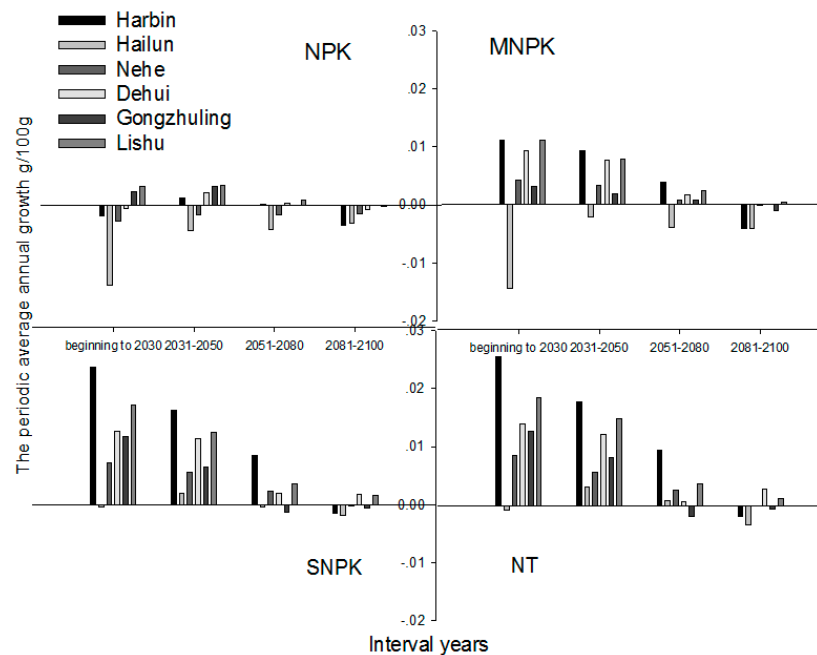 Harbin
Hailun
Nehe
Dehui
Gongzhuling
Lishu
NPK
MNPK
The periodic average annual growth g/100g
.03
.01
0.00
-.01
-.02
beginning to 2030 2031-2050 2051-2080 2081-2100
.03
beginning to 2030 2031-2050 2051-2080 2081-2100
.02
.01
0.00
-.01
-.02
SNPK
NT
Interval years